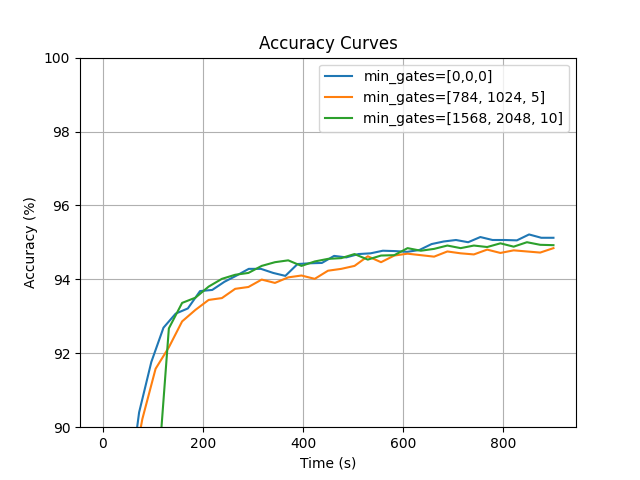 Accuracy Curves
min_gates=[0,0,0]
min_gates=[784, 1024, 5]
min_gates=[1568, 2048, 10]
Accuracy (%)
100
98
96
94
92
90
0 200 400 600 800
Time (s)